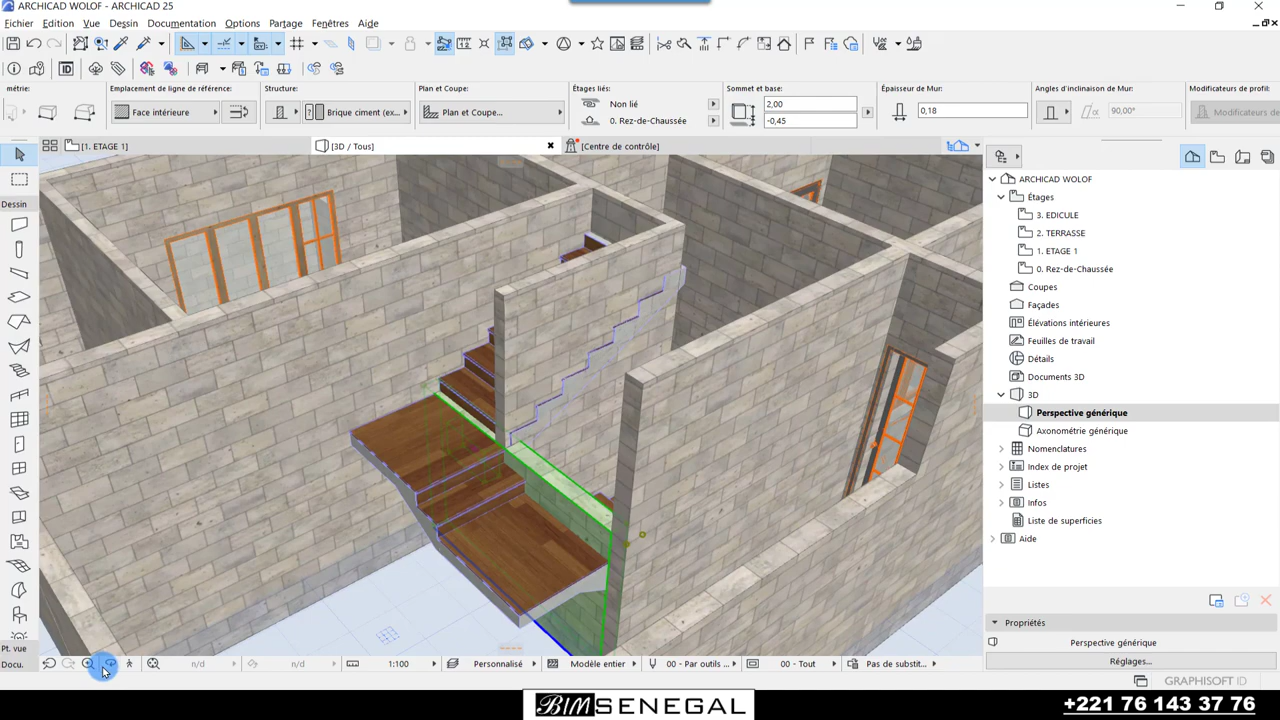 ARCHICAD WOLOF - ARCHICAD 25
Fichier Edition Vue Dessin Options Documentation Partage Fenêtres Aide
métrie:
Emplacement de ligne de référence:
Structure:
Plan et Coupe:
Étages liés:
Sommet et base:
Épaisseur de Mur:
Angles d'inclinaison de Mur:
Modificateurs de profil:
Face intérieure
Brique ciment (ex...
Plan et Coupe...
Non lié
0. Rez-de-Chaussée
2,00
-0,45
0,18
90,00°
Modificateurs D
[1. ETAGE 1]
[3D / Tous]
[Centre de contrôle]
Dessin
ARCHICAD WOLOF
Étages
3. EDICULE
2. TERRASSE
1. ETAGE 1
0. Rez-de-Chaussée
Coupes
Façades
Élévations intérieures
Feuilles de travail
Détails
Documents 3D
3D
Perspective générique
Axonométrie générique
Nomenclatures
Index de projet
Listes
Infos
Liste de superficies
Aide
Propriétés
Perspective générique
Réglages...
Pt. vue
Docu.
n/d
n/d
1:100
Personnalisé
Modèle entier
00 - Par outils ...
00 - Tout
Pas de substit...
GRAPHISOFT ID
BIMSENEGAL
+221 76 143 37 76